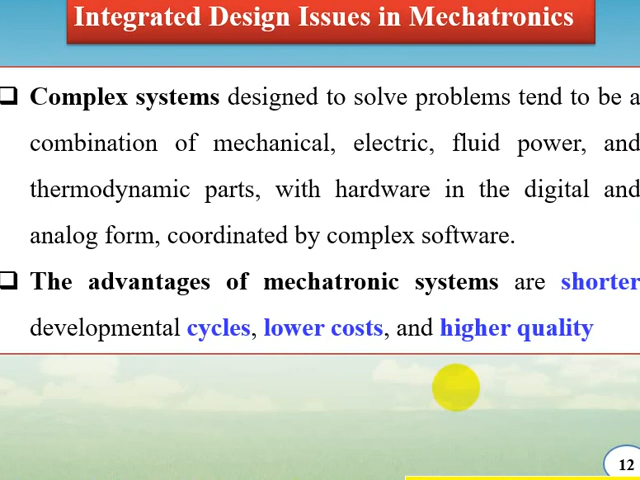 Integrated Design Issues in Mechatronics
Complex systems designed to solve problems tend to be a
combination of mechanical, electric, fluid power, and
thermodynamic parts, with hardware in the digital and
analog form, coordinated by complex software.
The advantages of mechatronic systems are shorter
developmental cycles, lower costs, and higher quality
12